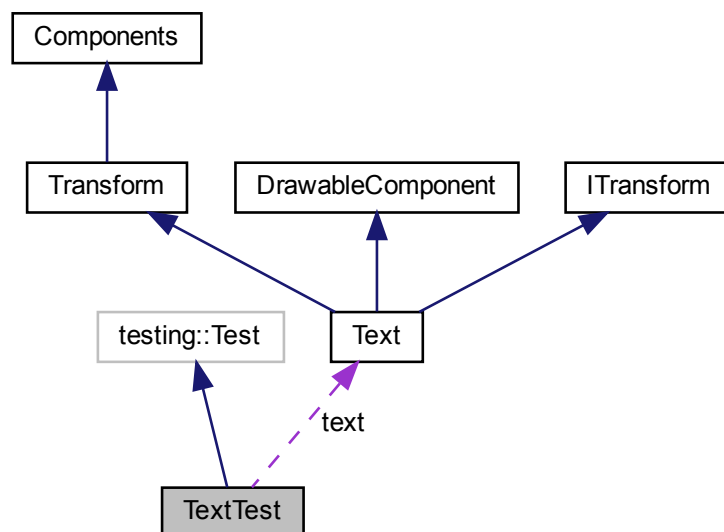 Components
Transform
DrawableComponent
ITransform
testing::Test
Text
text
TextTest